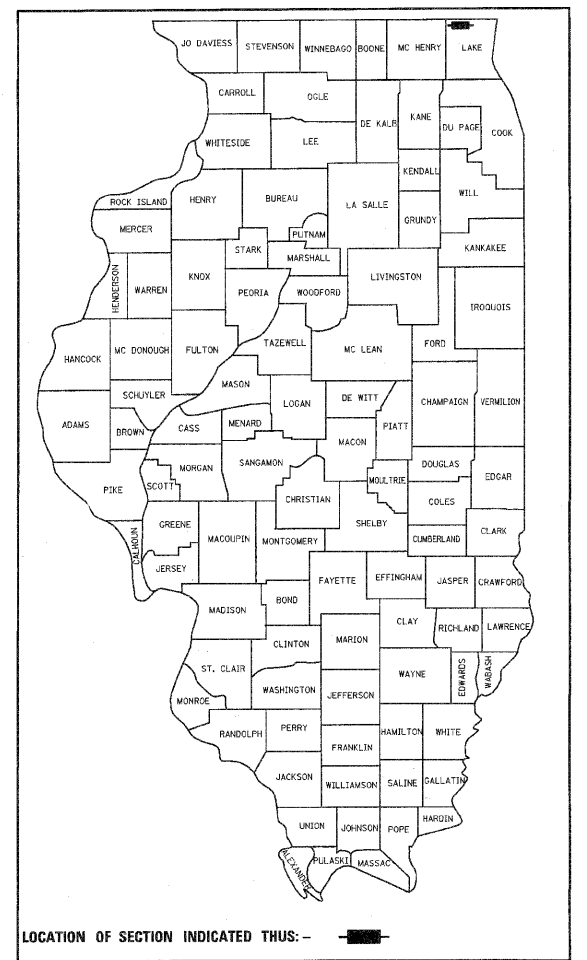 JO DAVIESS
STEVENSON
WINNEBAGO
BOONE
MC HENRY
LAKE
CARROLL
OGLE
DE KALB
KANE
DU PAGE
COOK
WHITESIDE
LEE
KENDALL
WILL
ROCK ISLAND
HENRY
BUREAU
LA SALLE
GRUNDY
MERCER
PUTNAM
STARK
MARSHALL
KANKAKEE
HENDERSON
WARREN
KNOX
PEORIA
WOODFORD
LIVINGSTON
IROQUOIS
HANCOCK
MC DONOUGH
FULTON
TAZEWELL
MC LEAN
FORD
MASON
SCHUYLER
LOGAN
DE WITT
CHAMPAIGN
VERMILION
ADAMS
BROWN
CASS
MENARD
PIATT
MACON
SANGAMON
DOUGLAS
EDGAR
PIKE
SCOTT
MORGAN
MOULTRIE
CHRISTIAN
COLES
SHELBY
GREENE
MACOUPIN
MONTGOMERY
CUMBERLAND
CLARK
CALHOUN
JERSEY
FAYETTE
EFFINGHAM
JASPER
CRAWFORD
MADISON
BOND
CLAY
RICHLAND
LAWRENCE
CLINTON
MARION
ST. CLAIR
WAYNE
EDWARDS
WABASH
WASHINGTON
JEFFERSON
MONROE
RANDOLPH
PERRY
HAMILTON
WHITE
FRANKLIN
JACKSON
WILLIAMSON
SALINE
GALLATIN
UNION
JOHNSON
POPE
HARDIN
ALEXANDER
PULASKI
MASSAC
LOCATION OF SECTION INDICATED THUS: –